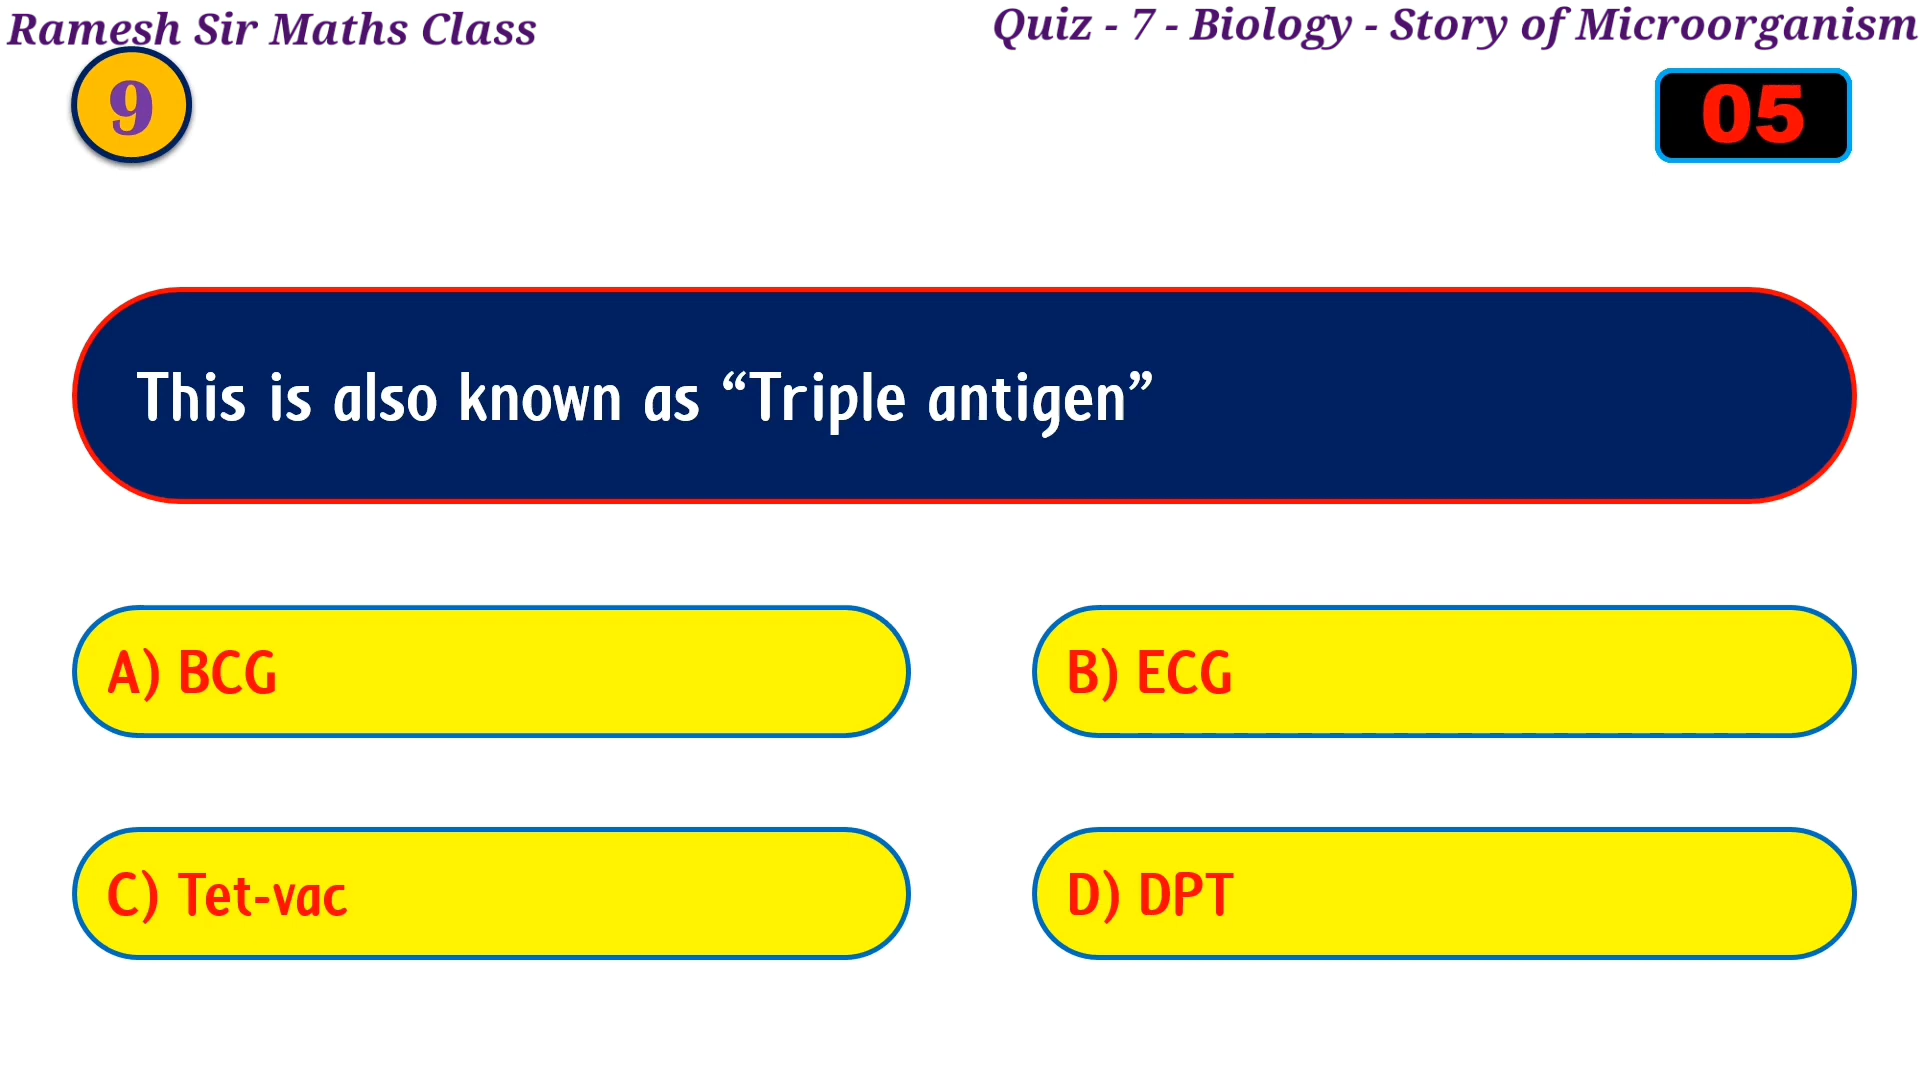 Ramesh Sir Maths Class
Quiz - 7 - Biology - Story of Microorganism
9
05
This is also known as “Triple antigen”
A) BCG
B) ECG
C) Tet-vac
D) DPT